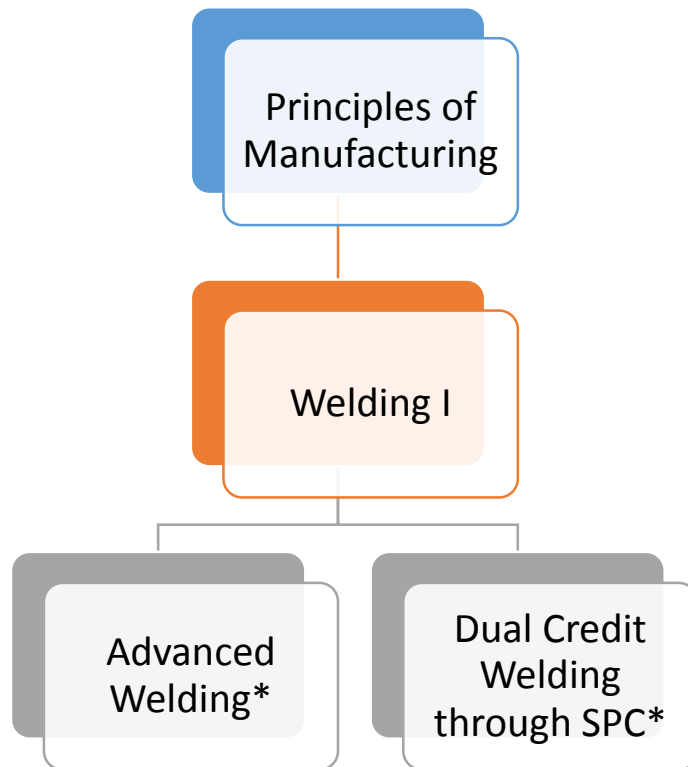 Principles of
Manufacturing
Welding I
Advanced
Welding*
Dual Credit
Welding
through SPC*